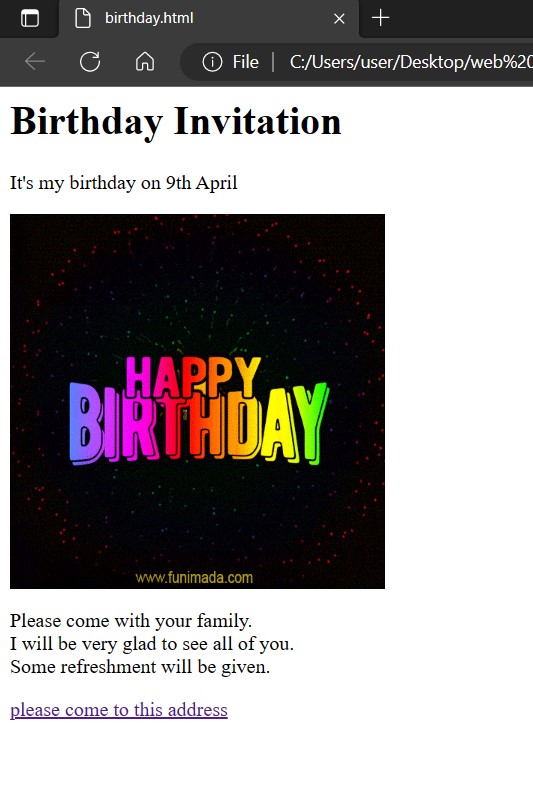 birthday.html
File
C:/Users/user/Desktop/web%20
Birthday Invitation
It's my birthday on 9th April
HAPPY
BIRTHDAY
www.funimada.com
Please come with your family.
I will be very glad to see all of you.
Some refreshment will be given.
please come to this address